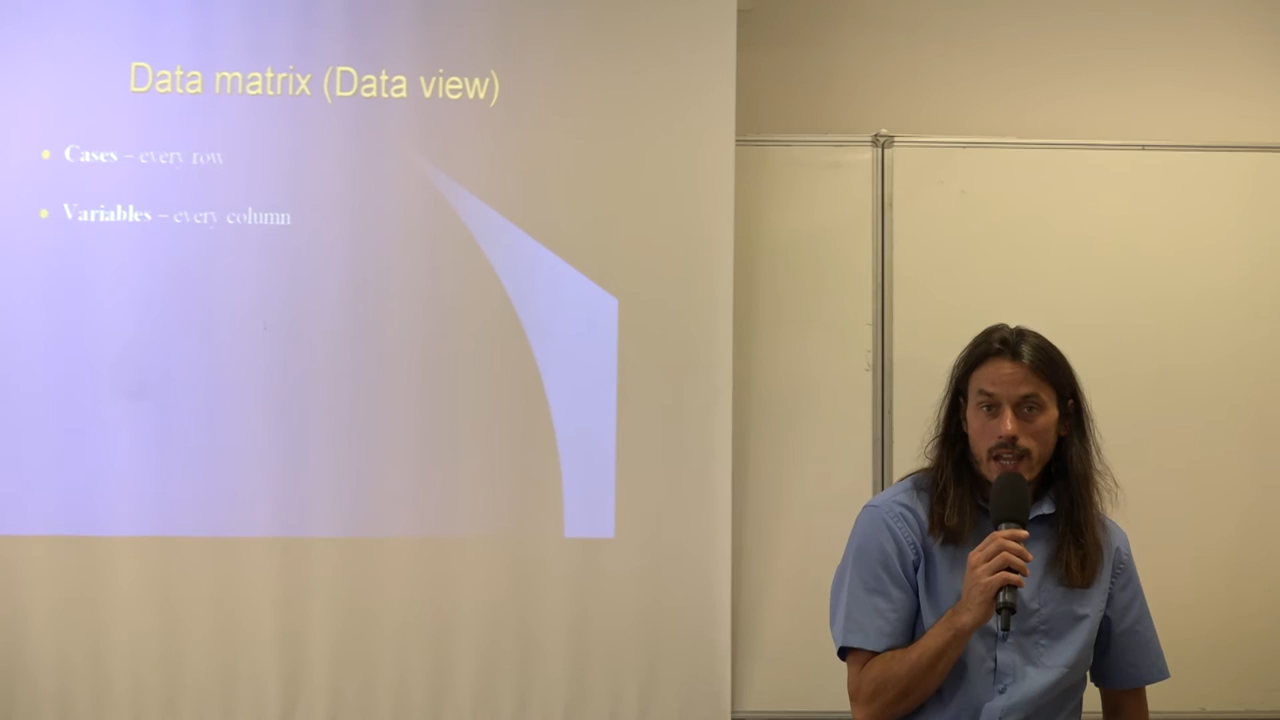 Data matrix (Data view)
• Cases – every row
• Variables – every column